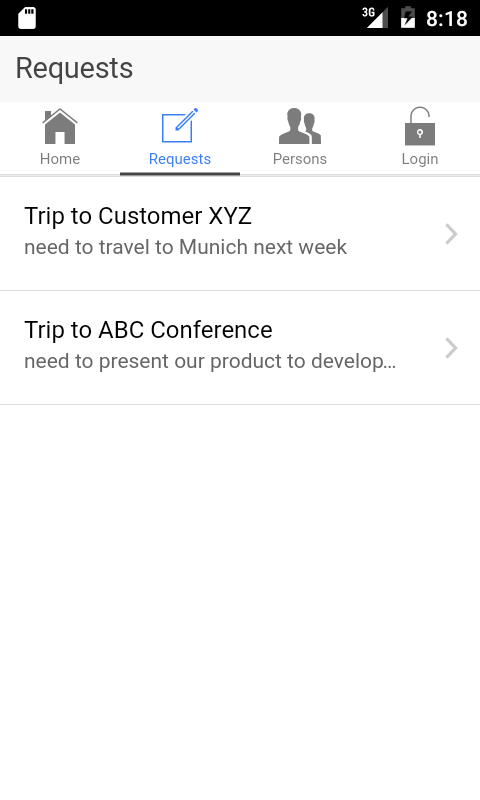 3G 8:18
Requests
Home Requests Persons Login
Trip to Customer XYZ
need to travel to Munich next week
Trip to ABC Conference
need to present our product to develop…